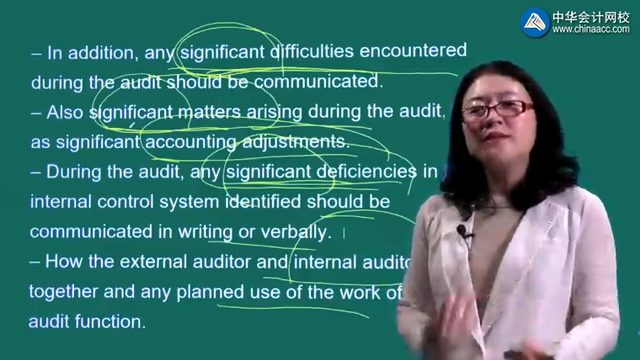 中华会计网校
www.chinaacc.com
– In addition, any significant difficulties encountered
during the audit should be communicated.
– Also significant matters arising during the audit,
as significant accounting adjustments.
– During the audit, any significant deficiencies in
internal control system identified should be
communicated in writing or verbally.
– How the external auditor and internal audito
together and any planned use of the work of
audit function.